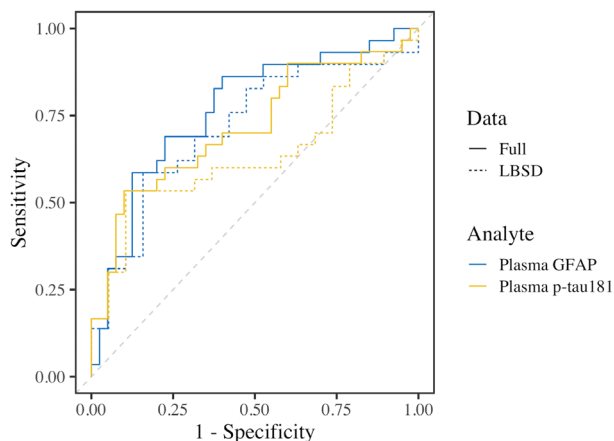 1.00
0.75
0.50
0.25
0.00
Sensitivity
0.00 0.25 0.50 0.75 1.00
1 - Specificity
Data
Full
LBSD
Analyte
Plasma GFAP
Plasma p-tau181